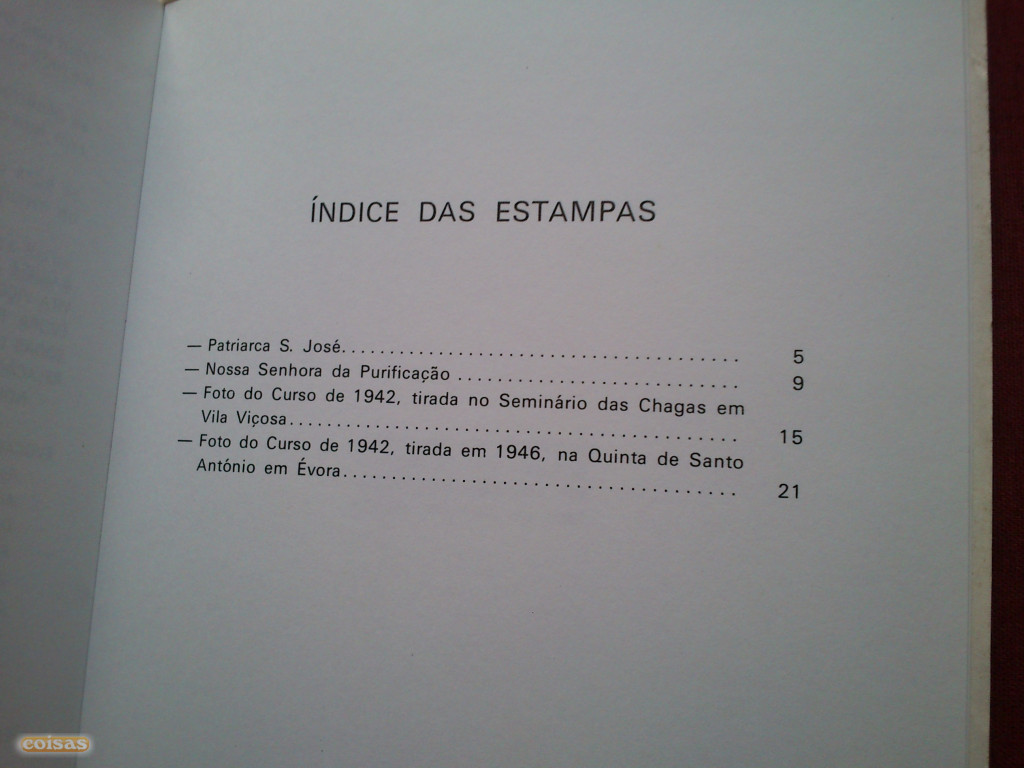 ÍNDICE DAS ESTAMPAS
— Patriarca S. José........................................ 5
— Nossa Senhora da Purificação ............................ 9
— Foto do Curso de 1942, tirada no Seminário das Chagas em
Vila Viçosa............................................... 15
— Foto do Curso de 1942, tirada em 1946, na Quinta de Santo
António em Évora......................................... 21
coisas